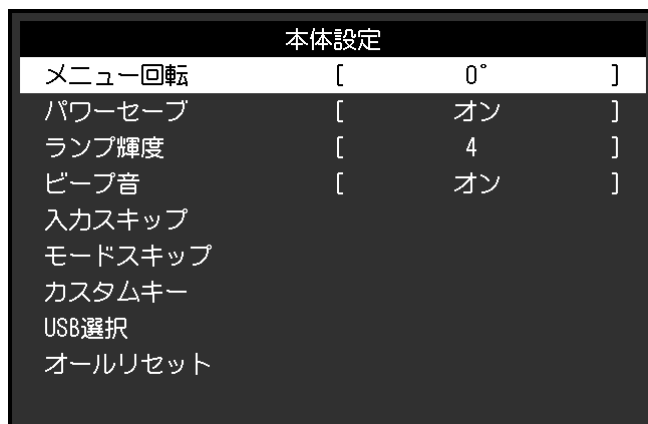 本体設定
メニュー回転 [ 0° ]
パワーセーブ [ オン ]
ランプ輝度 [ 4 ]
ビープ音 [ オン ]
入力スキップ
モードスキップ
カスタムキー
USB選択
オールリセット